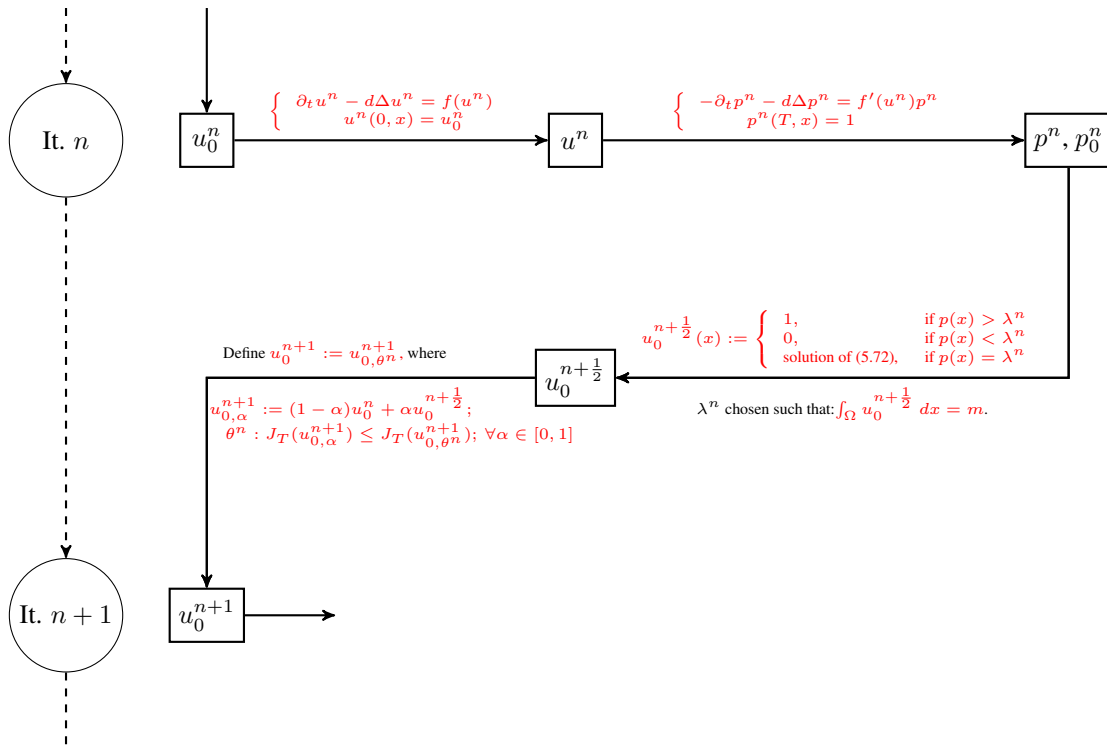 ∂_t u^n − dΔu^n = f(u^n)
u^n(0, x) = u_0^n
−∂_t p^n − dΔp^n = f′(u^n)p^n
p^n(T, x) = 1
It. n
u_0^n
u^n
p^n, p_0^n
u_0^{n+1/2}(x) := { 1, if p(x) > λ^n
0, if p(x) < λ^n
solution of (5.72), if p(x) = λ^n
Define u_0^{n+1} := u_{0,θ^n}^{n+1}, where
u_0^{n+1/2}
λ^n chosen such that: ∫_Ω u_0^{n+1/2} dx = m.
u_{0,α}^{n+1} := (1 − α)u_0^n + αu_0^{n+1/2};
θ^n : J_T(u_{0,α}^{n+1}) ≤ J_T(u_{0,θ^n}^{n+1}); ∀α ∈ [0, 1]
It. n + 1
u_0^{n+1}